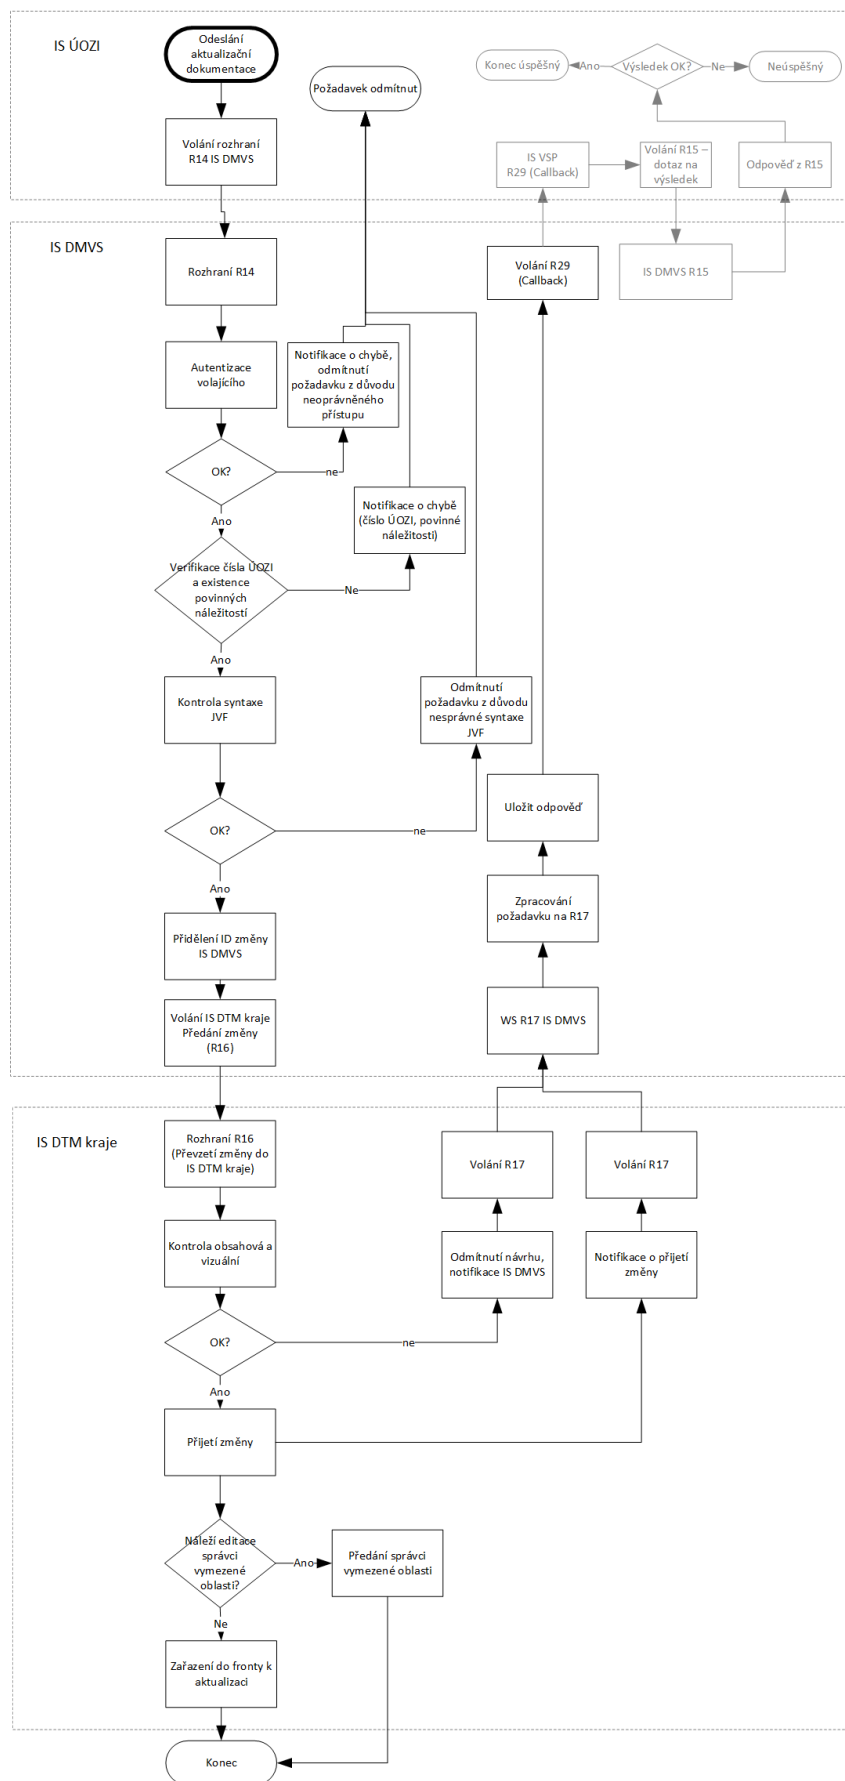 IS ÚOZI
Odeslání
aktualizační
dokumentace
Požadavek odmítnut
Konec úspěšný
Ano
Výsledek OK?
Ne
Neúspěšný
Volání rozhraní
R14 IS DMVS
IS VSP
R29 (Callback)
Volání R15 –
dotaz na
výsledek
Odpověď z R15
IS DMVS
Rozhraní R14
Volání R29
(Callback)
IS DMVS R15
Autentizace
volajícího
Notifikace o chybě,
odmítnutí
požadavku z důvodu
neoprávněného
přístupu
OK?
ne
Ano
Notifikace o chybě
(číslo ÚOZI, povinné
náležitosti)
Verifikace čísla ÚOZI
a existence
povinných
náležitostí
Ne
Ano
Kontrola syntaxe
JVF
Odmítnutí
požadavku z důvodu
nesprávné syntaxe
JVF
OK?
ne
Uložit odpověď
Ano
Zpracování
požadavku na R17
Přidělení ID změny
IS DMVS
Volání IS DTM kraje
Předání změny
(R16)
WS R17 IS DMVS
IS DTM kraje
Rozhraní R16
(Převzetí změny do
IS DTM kraje)
Volání R17
Volání R17
Kontrola obsahová a
vizuální
Odmítnutí návrhu,
notifikace IS DMVS
Notifikace o přijetí
změny
OK?
ne
Ano
Přijetí změny
Náleží editace
správci
vymezené
oblasti?
Ano
Předání správci
vymezené oblasti
Ne
Zařazení do fronty k
aktualizaci
Konec